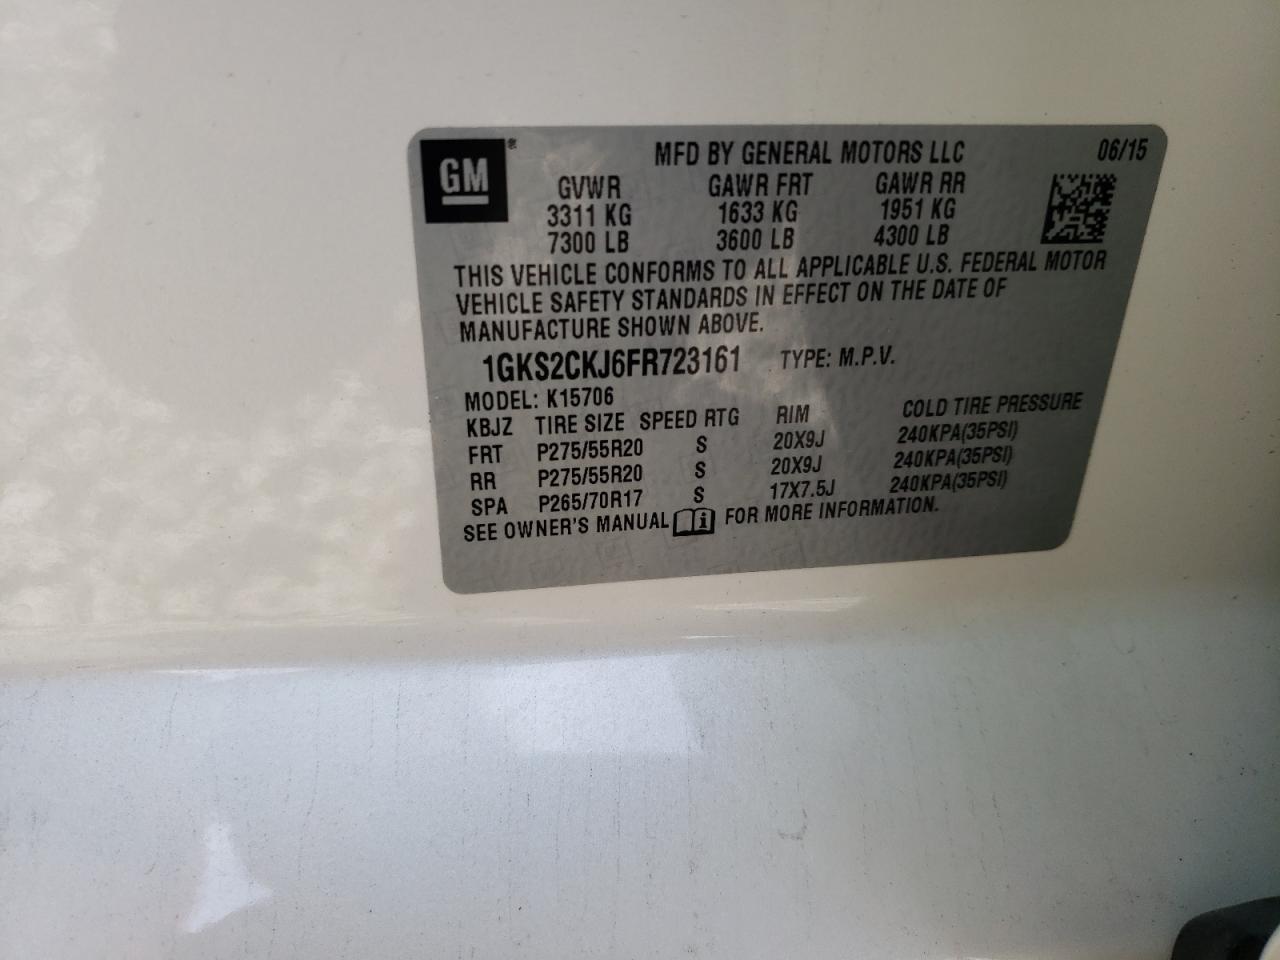 GM® MFD BY GENERAL MOTORS LLC 06/15
GVWR GAWR FRT GAWR RR
3311 KG 1633 KG 1951 KG
7300 LB 3600 LB 4300 LB
THIS VEHICLE CONFORMS TO ALL APPLICABLE U.S. FEDERAL MOTOR
VEHICLE SAFETY STANDARDS IN EFFECT ON THE DATE OF
MANUFACTURE SHOWN ABOVE.
1GKS2CKJ6FR723161 TYPE: M.P.V.
MODEL: K15706
KBJZ TIRE SIZE SPEED RTG RIM COLD TIRE PRESSURE
FRT P275/55R20 S 20X9J 240KPA(35PSI)
RR P275/55R20 S 20X9J 240KPA(35PSI)
SPA P265/70R17 S 17X7.5J 240KPA(35PSI)
SEE OWNER'S MANUAL i FOR MORE INFORMATION.